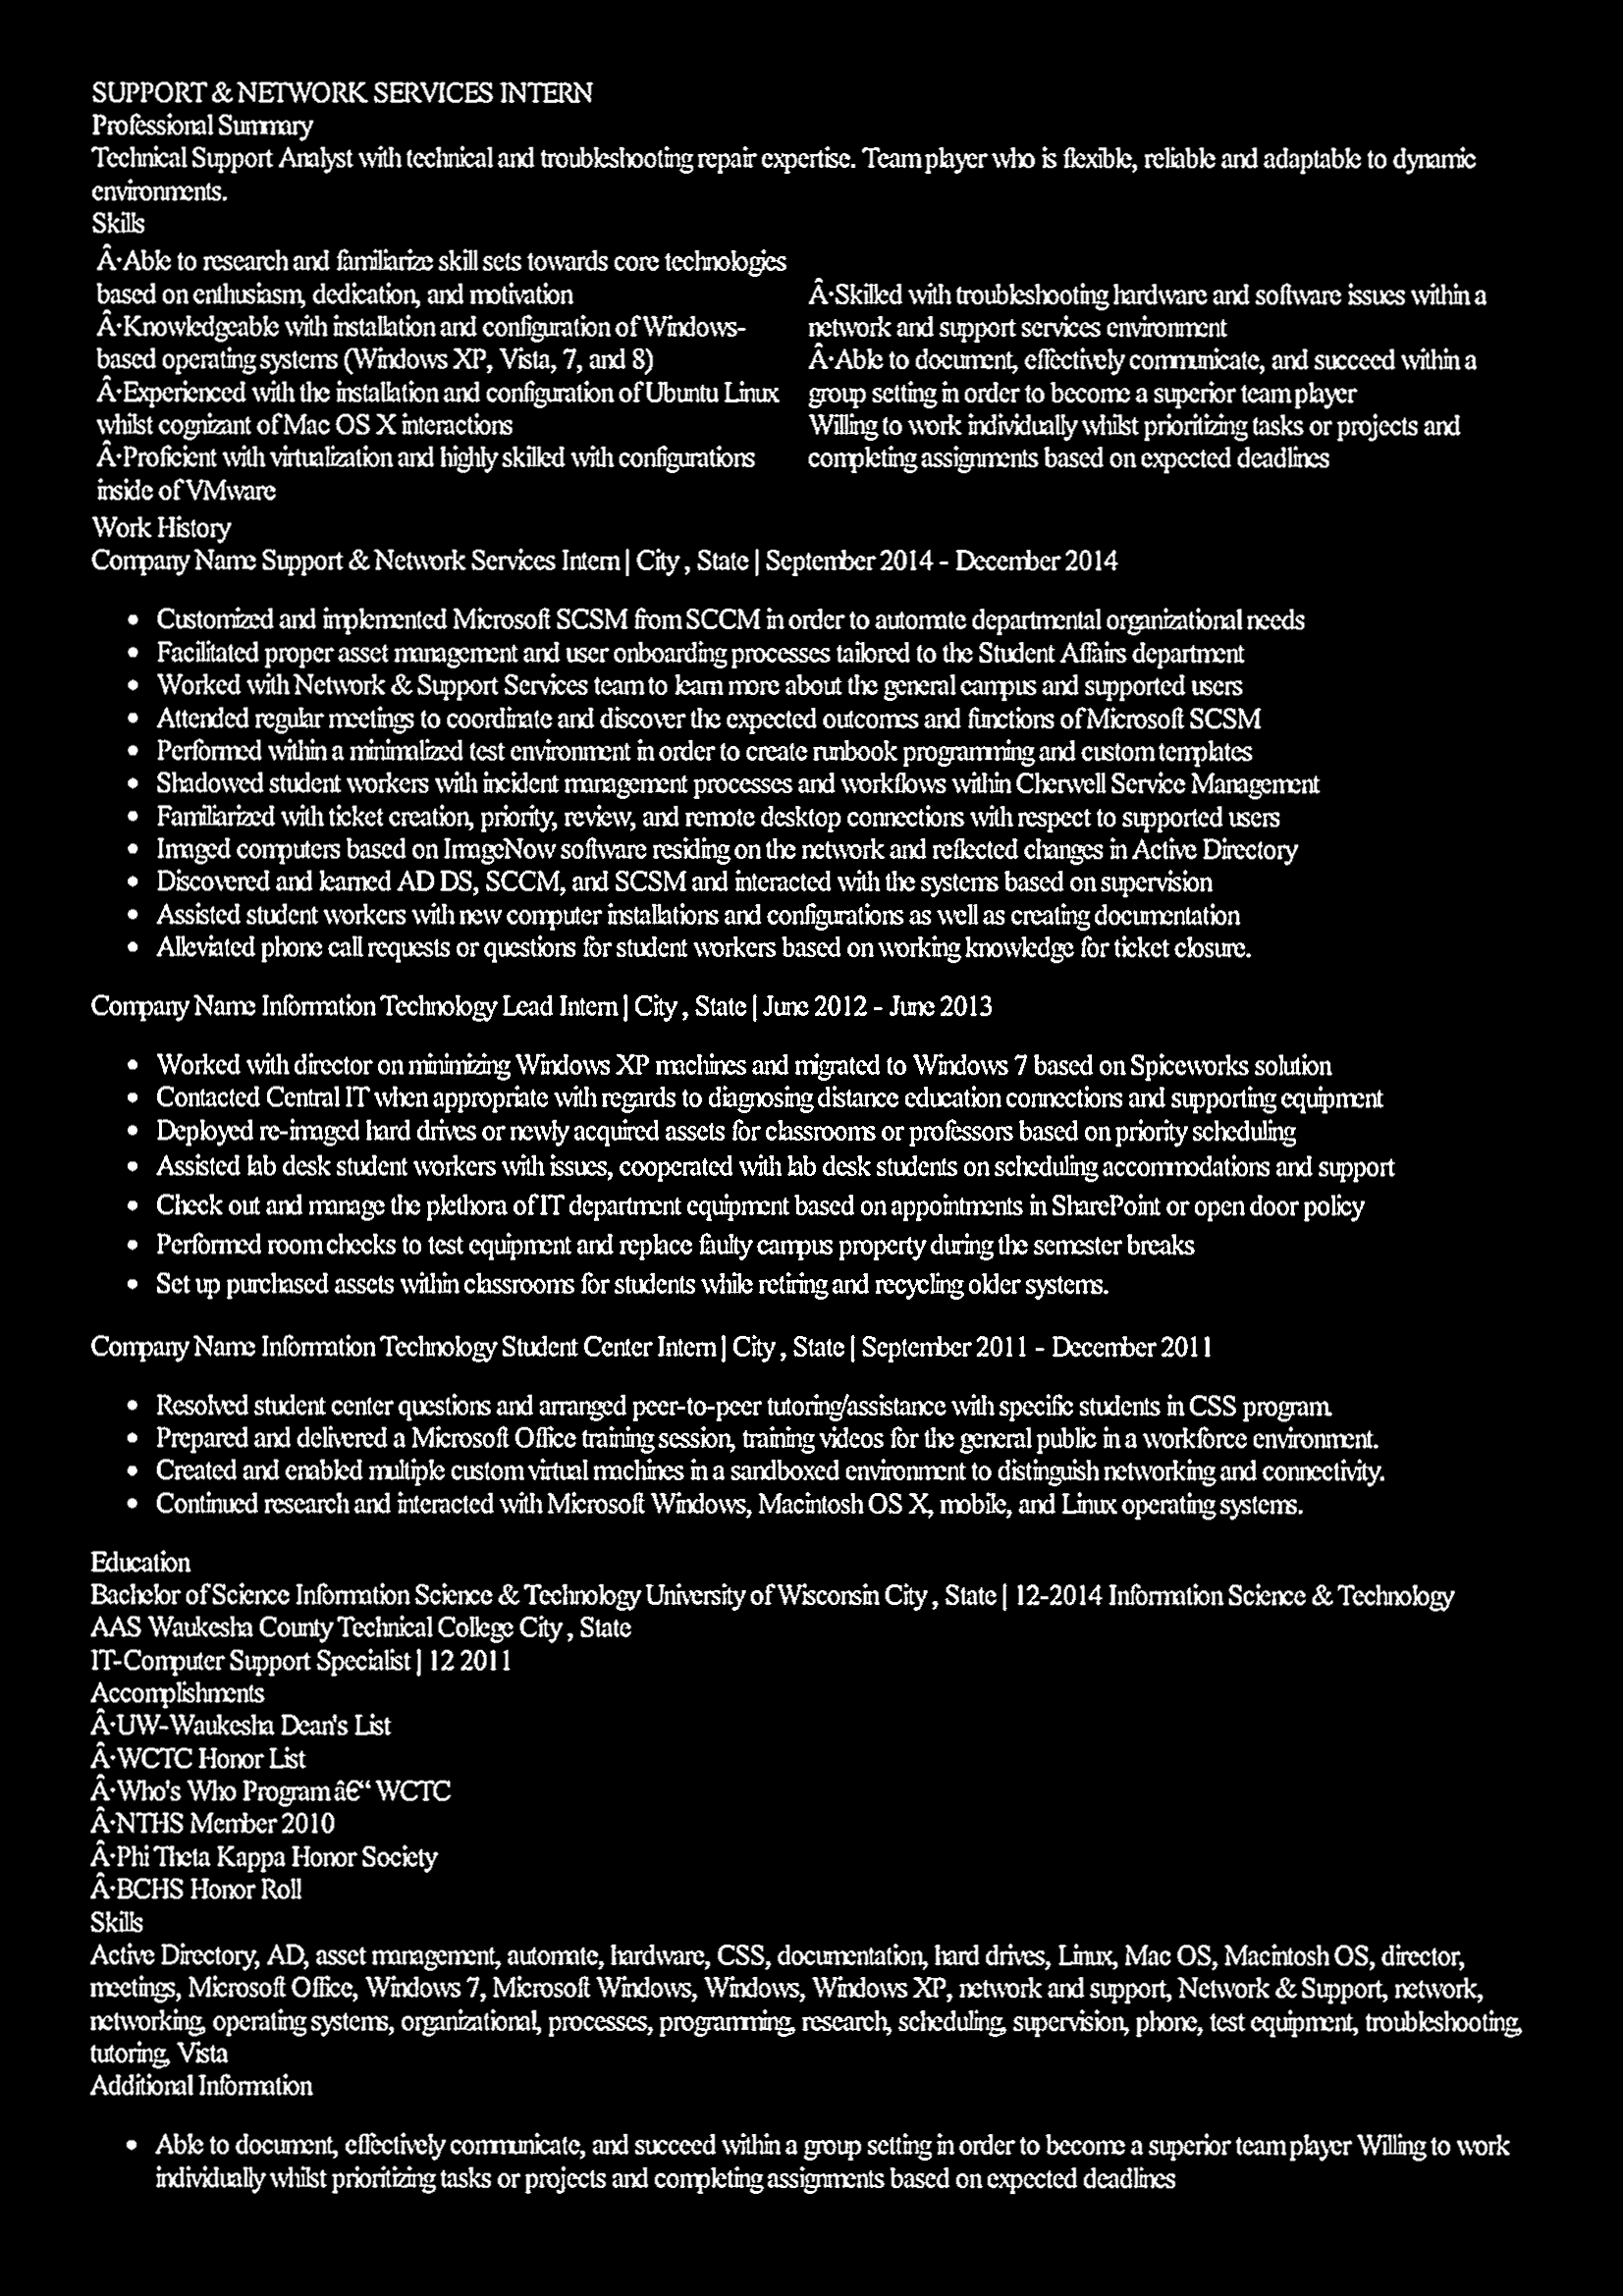 SUPPORT & NETWORK SERVICES INTERN
Professional Summary
Technical Support Analyst with technical and troubleshooting repair expertise. Team player who is flexible, reliable and adaptable to dynamic
environments.
Skills
Â·Able to research and familiarize skill sets towards core technologies
based on enthusiasm, dedication, and motivation
Â·Knowledgeable with installation and configuration of Windows-
based operating systems (Windows XP, Vista, 7, and 8)
Â·Experienced with the installation and configuration of Ubuntu Linux
whilst cognizant of Mac OS X interactions
Â·Proficient with virtualization and highly skilled with configurations
inside of VMware
Â·Skilled with troubleshooting hardware and software issues within a
network and support services environment
Â·Able to document, effectively communicate, and succeed within a
group setting in order to become a superior team player
Willing to work individually whilst prioritizing tasks or projects and
completing assignments based on expected deadlines
Work History
Company Name Support & Network Services Intern | City , State | September 2014 - December 2014
• Customized and implemented Microsoft SCSM from SCCM in order to automate departmental organizational needs
• Facilitated proper asset management and user onboarding processes tailored to the Student Affairs department
• Worked with Network & Support Services team to learn more about the general campus and supported users
• Attended regular meetings to coordinate and discover the expected outcomes and functions of Microsoft SCSM
• Performed within a minimalized test environment in order to create runbook programming and custom templates
• Shadowed student workers with incident management processes and workflows within Cherwell Service Management
• Familiarized with ticket creation, priority, review, and remote desktop connections with respect to supported users
• Imaged computers based on ImageNow software residing on the network and reflected changes in Active Directory
• Discovered and learned AD DS, SCCM, and SCSM and interacted with the systems based on supervision
• Assisted student workers with new computer installations and configurations as well as creating documentation
• Alleviated phone call requests or questions for student workers based on working knowledge for ticket closure.
Company Name Information Technology Lead Intern | City , State | June 2012 - June 2013
• Worked with director on minimizing Windows XP machines and migrated to Windows 7 based on Spiceworks solution
• Contacted Central IT when appropriate with regards to diagnosing distance education connections and supporting equipment
• Deployed re-imaged hard drives or newly acquired assets for classrooms or professors based on priority scheduling
• Assisted lab desk student workers with issues, cooperated with lab desk students on scheduling accommodations and support
• Check out and manage the plethora of IT department equipment based on appointments in SharePoint or open door policy
• Performed room checks to test equipment and replace faulty campus property during the semester breaks
• Set up purchased assets within classrooms for students while retiring and recycling older systems.
Company Name Information Technology Student Center Intern | City , State | September 2011 - December 2011
• Resolved student center questions and arranged peer-to-peer tutoring/assistance with specific students in CSS program.
• Prepared and delivered a Microsoft Office training session, training videos for the general public in a workforce environment.
• Created and enabled multiple custom virtual machines in a sandboxed environment to distinguish networking and connectivity.
• Continued research and interacted with Microsoft Windows, Macintosh OS X, mobile, and Linux operating systems.
Education
Bachelor of Science Information Science & Technology University of Wisconsin City , State | 12-2014 Information Science & Technology
AAS Waukesha County Technical College City , State
IT-Computer Support Specialist | 12 2011
Accomplishments
Â·UW-Waukesha Dean's List
Â·WCTC Honor List
Â·Who's Who Program â€“ WCTC
Â·NTHS Member 2010
Â·Phi Theta Kappa Honor Society
Â·BCHS Honor Roll
Skills
Active Directory, AD, asset management, automate, hardware, CSS, documentation, hard drives, Linux, Mac OS, Macintosh OS, director,
meetings, Microsoft Office, Windows 7, Microsoft Windows, Windows, Windows XP, network and support, Network & Support, network,
networking, operating systems, organizational, processes, programming, research, scheduling, supervision, phone, test equipment, troubleshooting,
tutoring, Vista
Additional Information
• Able to document, effectively communicate, and succeed within a group setting in order to become a superior team player Willing to work
individually whilst prioritizing tasks or projects and completing assignments based on expected deadlines